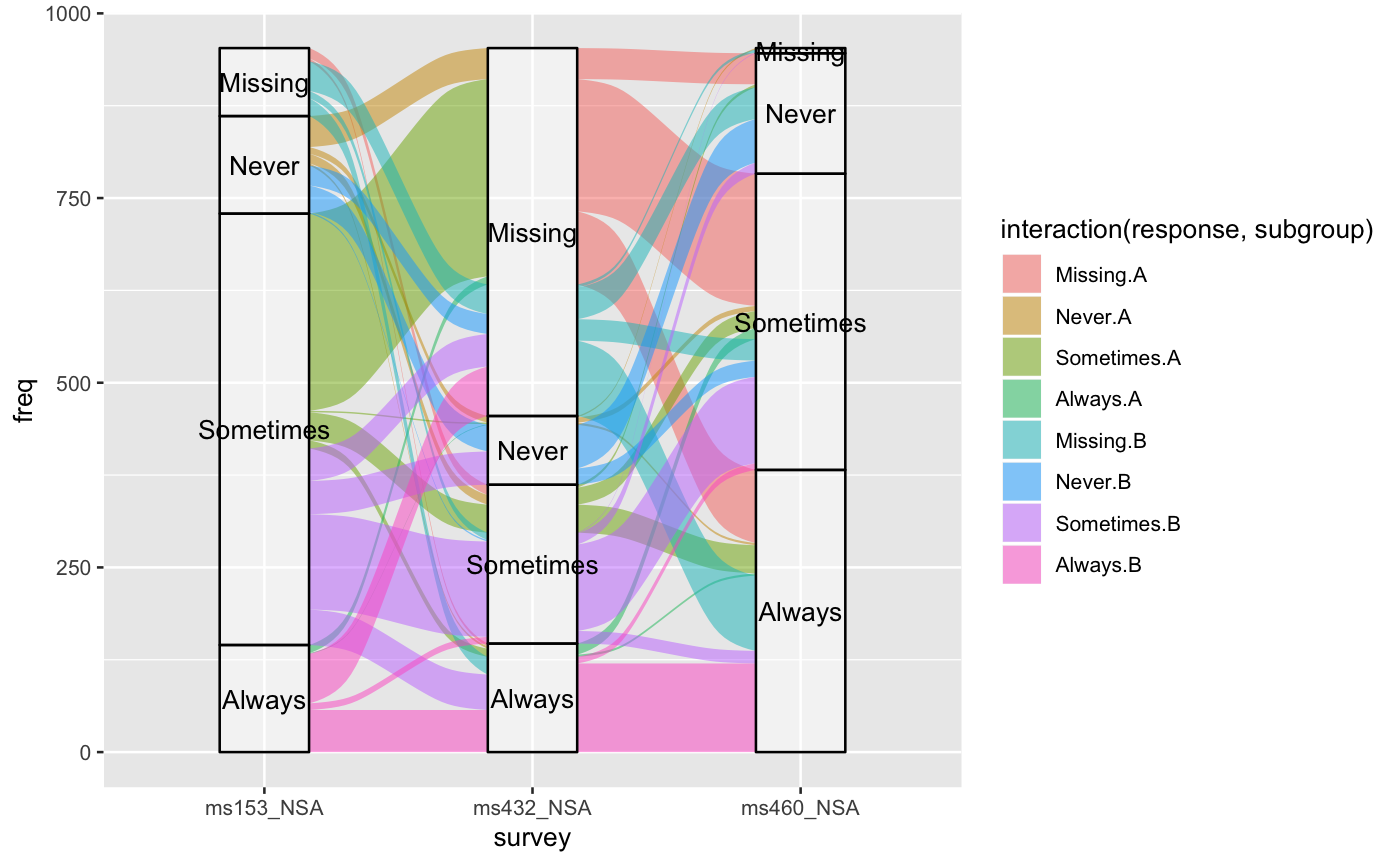 1000
750
500
250
0
freq
Missing
Never
Sometimes
Always
Missing
Never
Sometimes
Always
Missing
Never
Sometimes
Always
ms153_NSA
ms432_NSA
ms460_NSA
survey
interaction(response, subgroup)
Missing.A
Never.A
Sometimes.A
Always.A
Missing.B
Never.B
Sometimes.B
Always.B